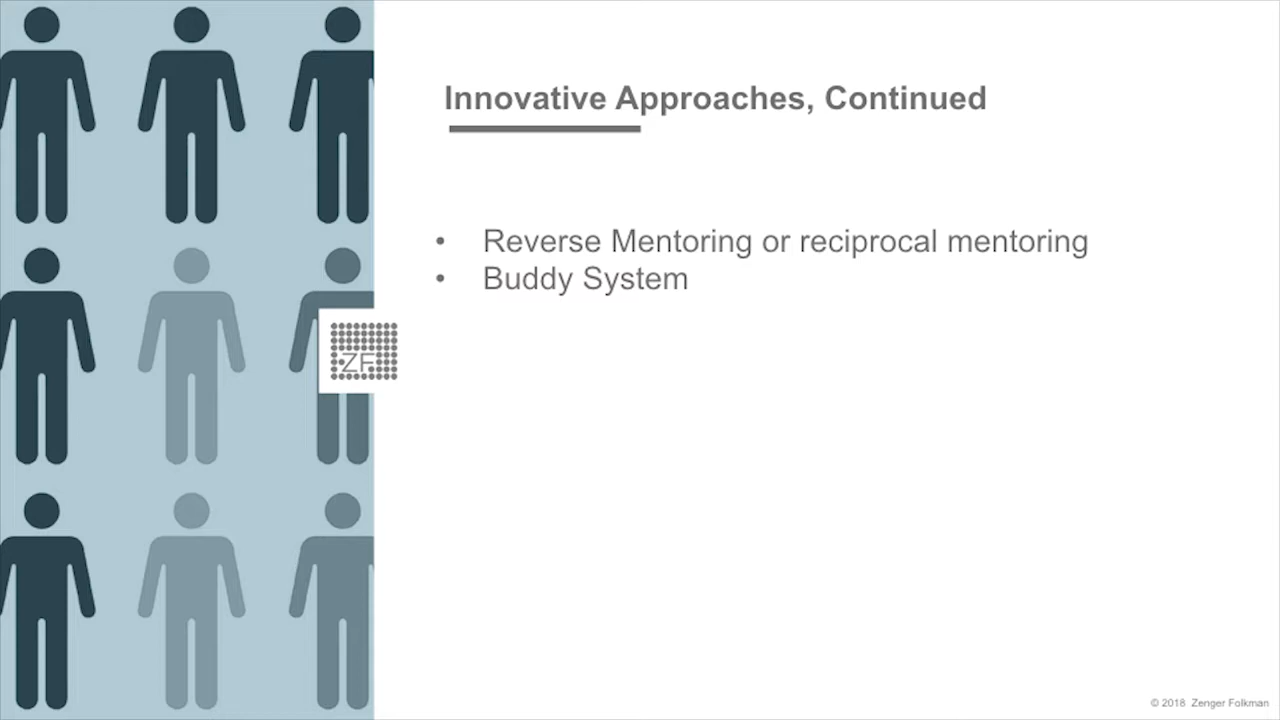 Innovative Approaches, Continued
• Reverse Mentoring or reciprocal mentoring
• Buddy System
ZF
© 2018 Zenger Folkman